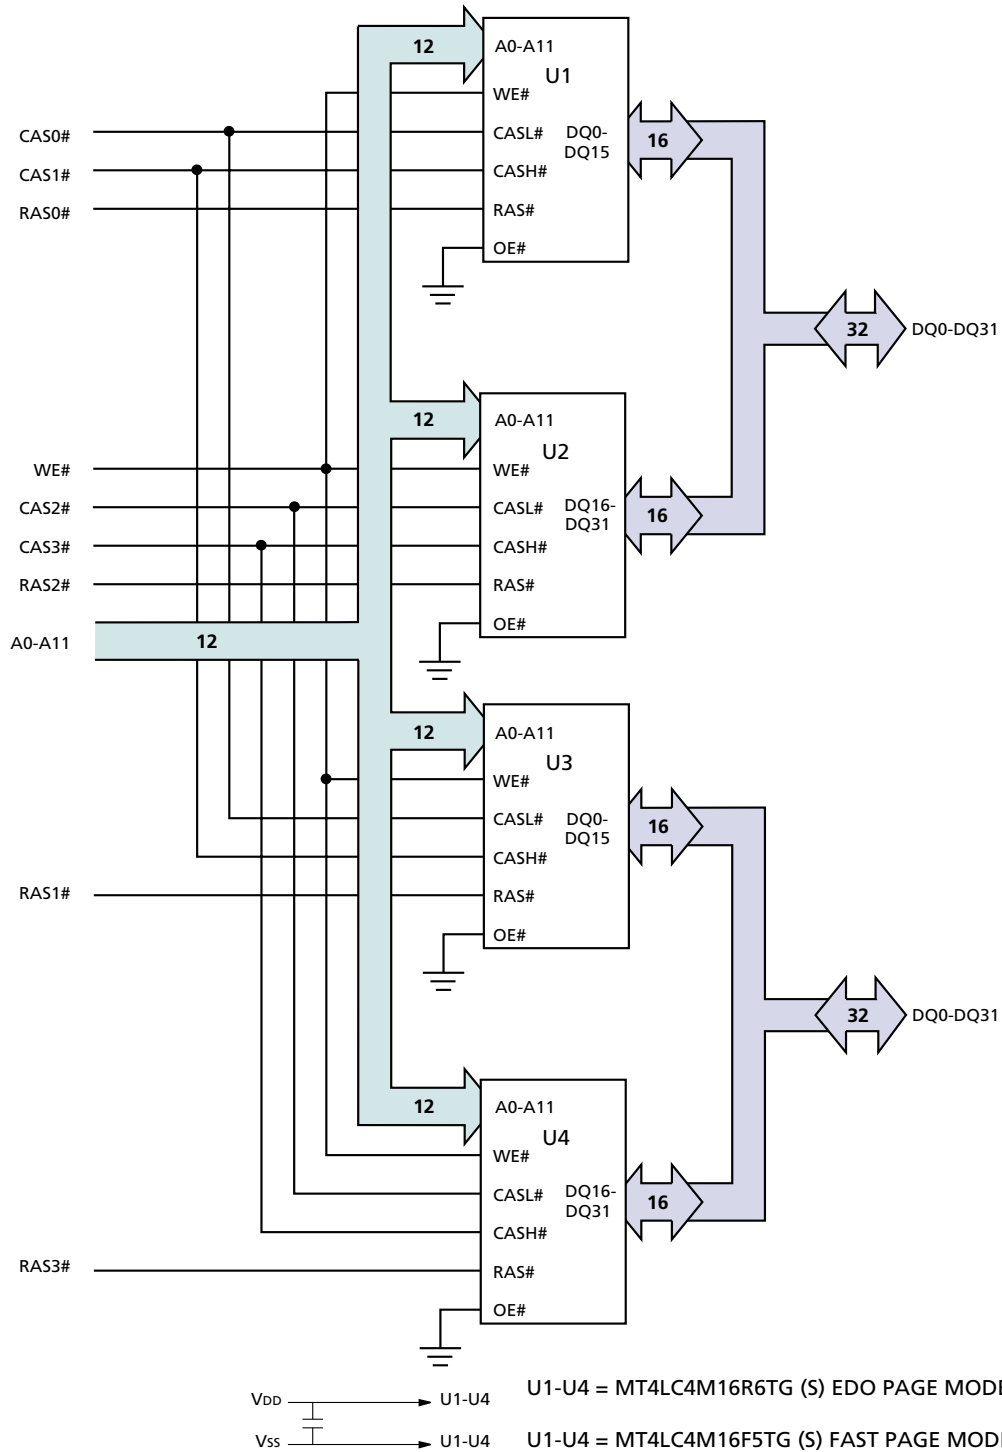 12
A0-A11
U1
WE#
CAS0#
CASL#
DQ0-
DQ15
16
CAS1#
CASH#
RAS0#
RAS#
OE#
32
DQ0-DQ31
12
A0-A11
U2
WE#
WE#
CAS2#
CASL#
DQ16-
DQ31
16
CAS3#
CASH#
RAS2#
RAS#
OE#
A0-A11
12
12
A0-A11
U3
WE#
CASL#
DQ0-
DQ15
16
CASH#
RAS1#
RAS#
OE#
32
DQ0-DQ31
12
A0-A11
U4
WE#
CASL#
DQ16-
DQ31
16
CASH#
RAS3#
RAS#
OE#
VDD
U1-U4
U1-U4 = MT4LC4M16R6TG (S) EDO PAGE MODE
VSS
U1-U4
U1-U4 = MT4LC4M16F5TG (S) FAST PAGE MODE